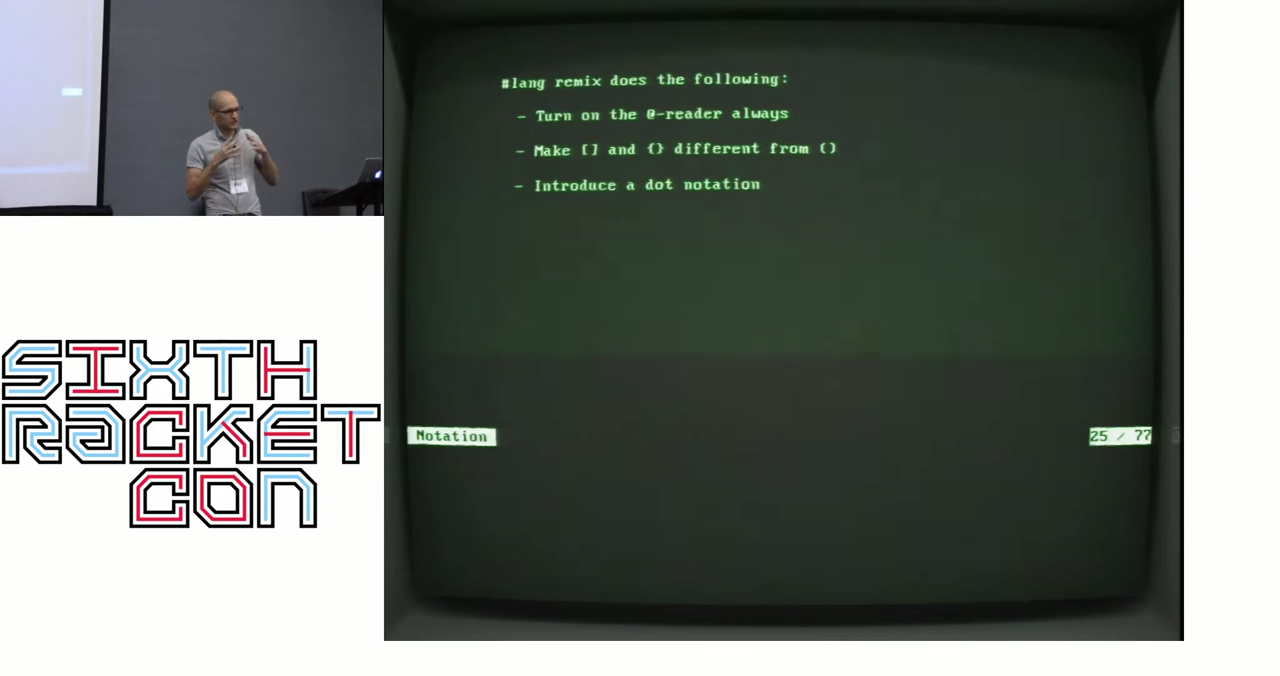 #lang remix does the following:
- Turn on the @-reader always
- Make [] and {} different from ()
- Introduce a dot notation
Notation
25 / 77
SIXTH
RacKET
CON